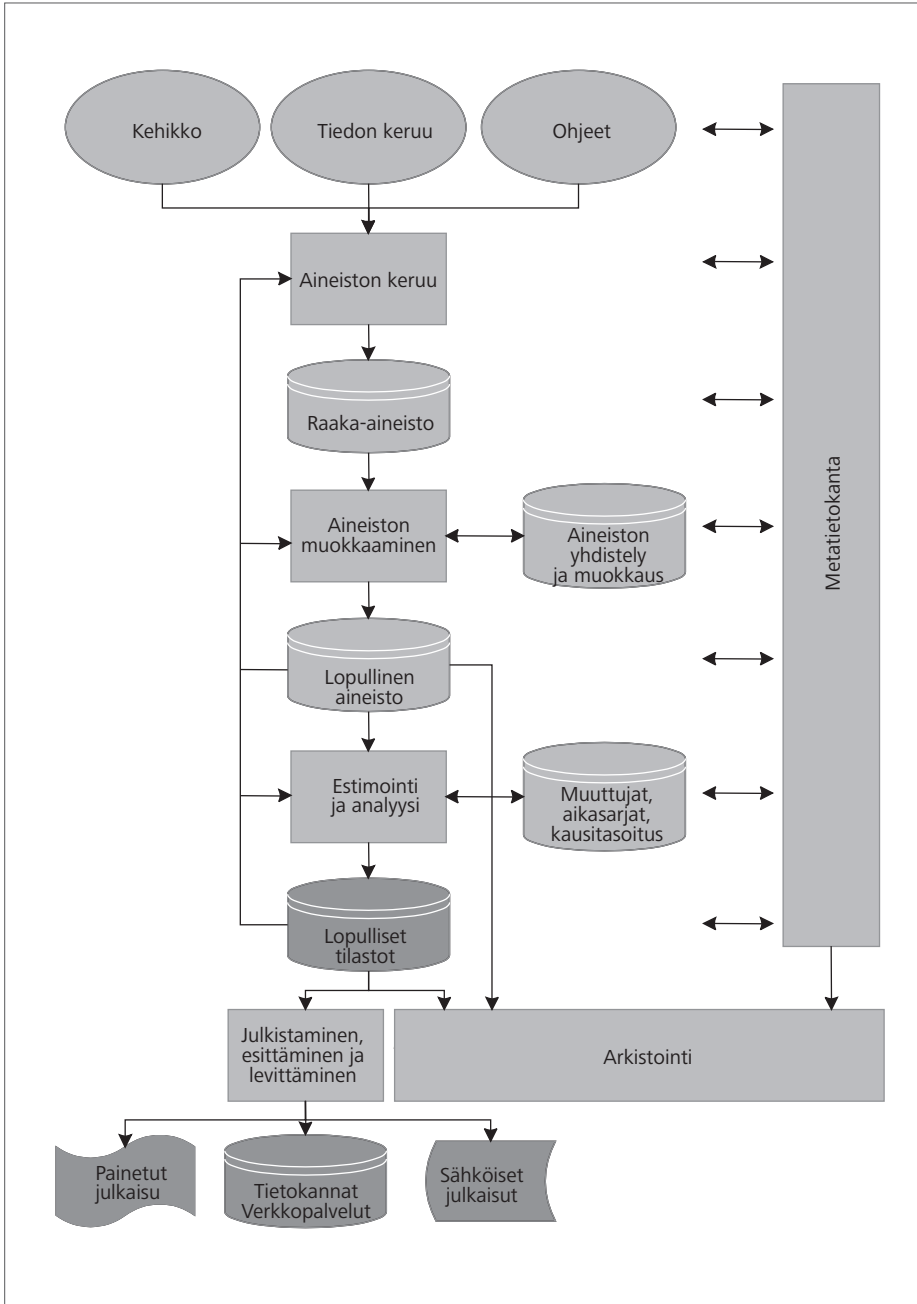 Kehikko
Tiedon keruu
Ohjeet
Aineiston keruu
Raaka-aineisto
Aineiston
muokkaaminen
Aineiston
yhdistely
ja muokkaus
Metatietokanta
Lopullinen
aineisto
Estimointi
ja analyysi
Muuttujat,
aikasarjat,
kausitasoitus
Lopulliset
tilastot
Julkistaminen,
esittäminen ja
levittäminen
Arkistointi
Painetut
julkaisu
Tietokannat
Verkkopalvelut
Sähköiset
julkaisut